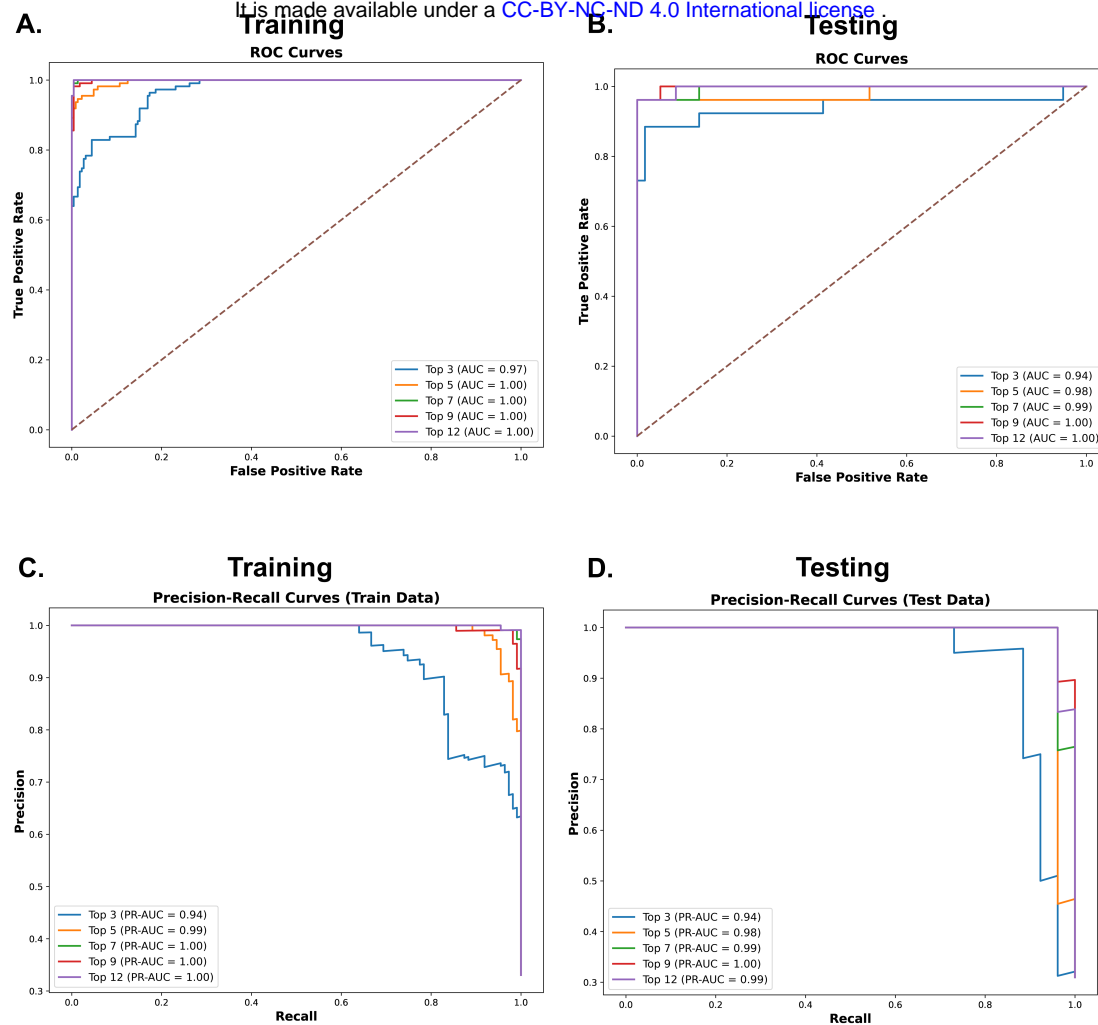 It is made available under a CC-BY-NC-ND 4.0 International license .
A.
Training
ROC Curves
1.0
0.8
0.6
0.4
0.2
0.0
True Positive Rate
0.0 0.2 0.4 0.6 0.8 1.0
False Positive Rate
Top 3 (AUC = 0.97)
Top 5 (AUC = 1.00)
Top 7 (AUC = 1.00)
Top 9 (AUC = 1.00)
Top 12 (AUC = 1.00)
B.
Testing
ROC Curves
1.0
0.8
0.6
0.4
0.2
0.0
True Positive Rate
0.0 0.2 0.4 0.6 0.8 1.0
False Positive Rate
Top 3 (AUC = 0.94)
Top 5 (AUC = 0.98)
Top 7 (AUC = 0.99)
Top 9 (AUC = 1.00)
Top 12 (AUC = 1.00)
C.
Training
Precision-Recall Curves (Train Data)
1.0
0.9
0.8
0.7
0.6
0.5
0.4
0.3
Precision
0.0 0.2 0.4 0.6 0.8 1.0
Recall
Top 3 (PR-AUC = 0.94)
Top 5 (PR-AUC = 0.99)
Top 7 (PR-AUC = 1.00)
Top 9 (PR-AUC = 1.00)
Top 12 (PR-AUC = 1.00)
D.
Testing
Precision-Recall Curves (Test Data)
1.0
0.9
0.8
0.7
0.6
0.5
0.4
0.3
Precision
0.0 0.2 0.4 0.6 0.8 1.0
Recall
Top 3 (PR-AUC = 0.94)
Top 5 (PR-AUC = 0.98)
Top 7 (PR-AUC = 0.99)
Top 9 (PR-AUC = 1.00)
Top 12 (PR-AUC = 0.99)